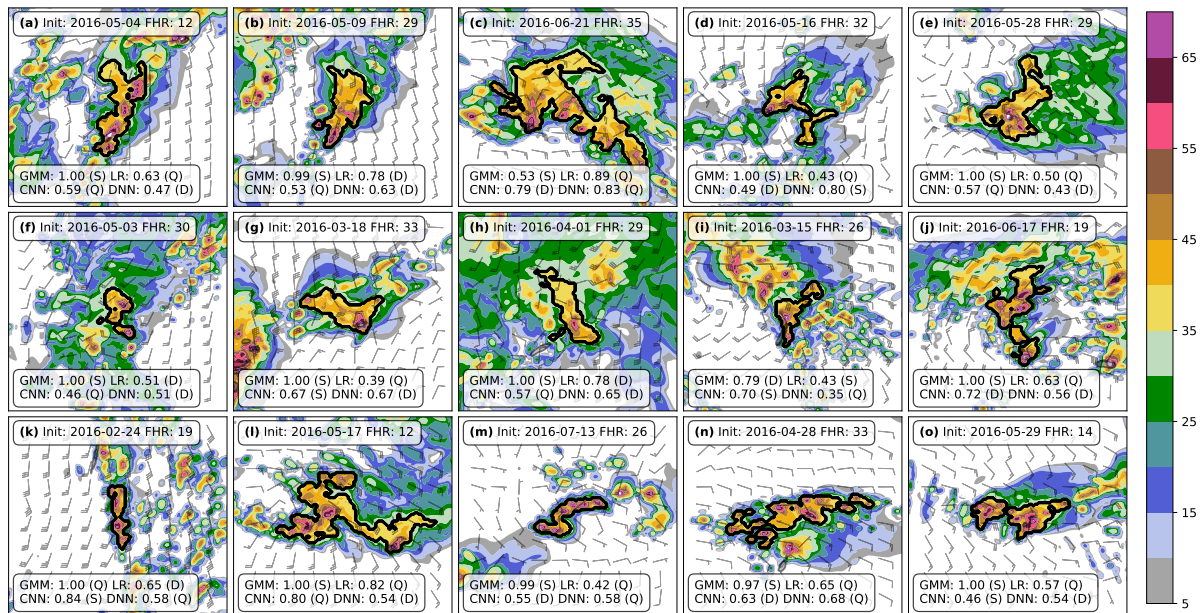 (a) Init: 2016-05-04 FHR: 12
GMM: 1.00 (S) LR: 0.63 (Q)
CNN: 0.59 (Q) DNN: 0.47 (D)
(b) Init: 2016-05-09 FHR: 29
GMM: 0.99 (S) LR: 0.78 (D)
CNN: 0.53 (Q) DNN: 0.63 (D)
(c) Init: 2016-06-21 FHR: 35
GMM: 0.53 (S) LR: 0.89 (Q)
CNN: 0.79 (D) DNN: 0.83 (Q)
(d) Init: 2016-05-16 FHR: 32
GMM: 1.00 (S) LR: 0.43 (Q)
CNN: 0.49 (D) DNN: 0.80 (S)
(e) Init: 2016-05-28 FHR: 29
GMM: 1.00 (S) LR: 0.50 (Q)
CNN: 0.57 (Q) DNN: 0.43 (D)
(f) Init: 2016-05-03 FHR: 30
GMM: 1.00 (S) LR: 0.51 (D)
CNN: 0.46 (Q) DNN: 0.51 (D)
(g) Init: 2016-03-18 FHR: 33
GMM: 1.00 (S) LR: 0.39 (Q)
CNN: 0.67 (S) DNN: 0.67 (D)
(h) Init: 2016-04-01 FHR: 29
GMM: 1.00 (S) LR: 0.78 (D)
CNN: 0.57 (Q) DNN: 0.65 (D)
(i) Init: 2016-03-15 FHR: 26
GMM: 0.79 (D) LR: 0.43 (S)
CNN: 0.70 (S) DNN: 0.35 (Q)
(j) Init: 2016-06-17 FHR: 19
GMM: 1.00 (S) LR: 0.63 (Q)
CNN: 0.72 (D) DNN: 0.56 (D)
(k) Init: 2016-02-24 FHR: 19
GMM: 1.00 (Q) LR: 0.65 (D)
CNN: 0.84 (S) DNN: 0.58 (Q)
(l) Init: 2016-05-17 FHR: 12
GMM: 1.00 (S) LR: 0.82 (Q)
CNN: 0.80 (Q) DNN: 0.54 (D)
(m) Init: 2016-07-13 FHR: 26
GMM: 0.99 (S) LR: 0.42 (Q)
CNN: 0.55 (D) DNN: 0.58 (Q)
(n) Init: 2016-04-28 FHR: 33
GMM: 0.97 (S) LR: 0.65 (Q)
CNN: 0.63 (D) DNN: 0.68 (Q)
(o) Init: 2016-05-29 FHR: 14
GMM: 1.00 (S) LR: 0.57 (Q)
CNN: 0.46 (S) DNN: 0.54 (D)
65
55
45
35
25
15
5